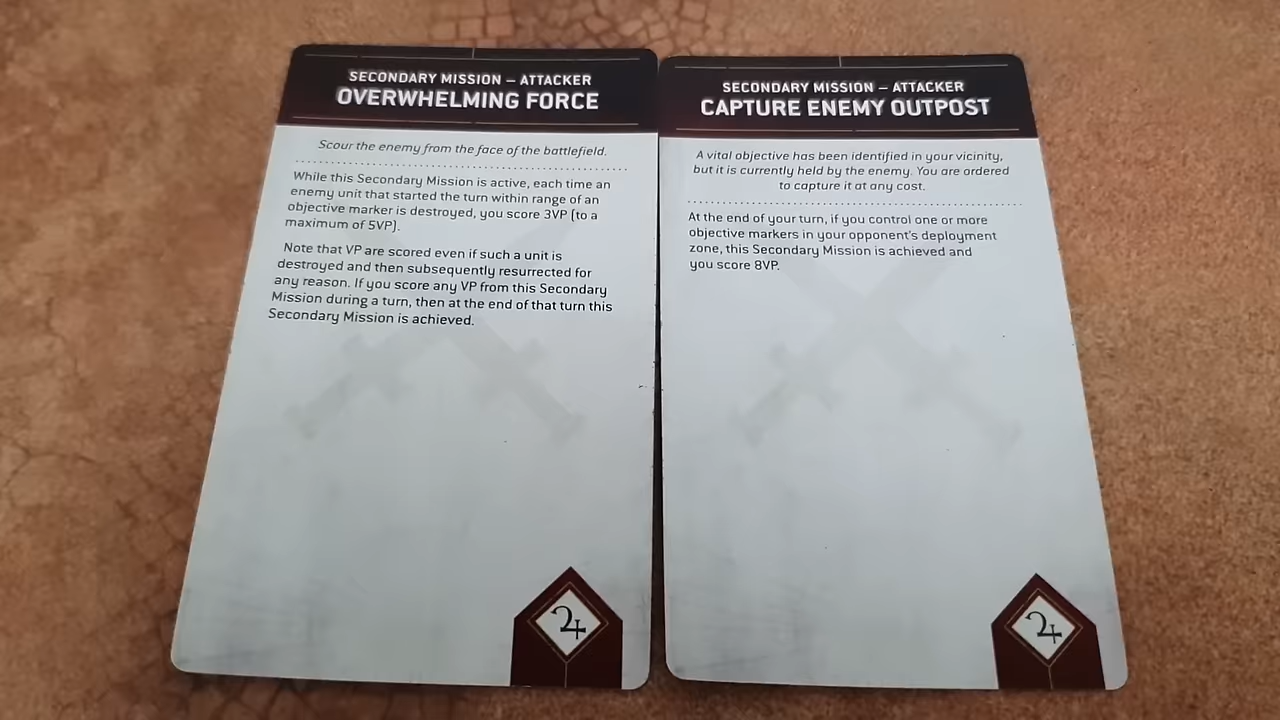 SECONDARY MISSION – ATTACKER
OVERWHELMING FORCE
Scour the enemy from the face of the battlefield.
While this Secondary Mission is active, each time an
enemy unit that started the turn within range of an
objective marker is destroyed, you score 3VP (to a
maximum of 5VP).
Note that VP are scored even if such a unit is
destroyed and then subsequently resurrected for
any reason. If you score any VP from this Secondary
Mission during a turn, then at the end of that turn this
Secondary Mission is achieved.
SECONDARY MISSION – ATTACKER
CAPTURE ENEMY OUTPOST
A vital objective has been identified in your vicinity,
but it is currently held by the enemy. You are ordered
to capture it at any cost.
At the end of your turn, if you control one or more
objective markers in your opponent's deployment
zone, this Secondary Mission is achieved and
you score 8VP.